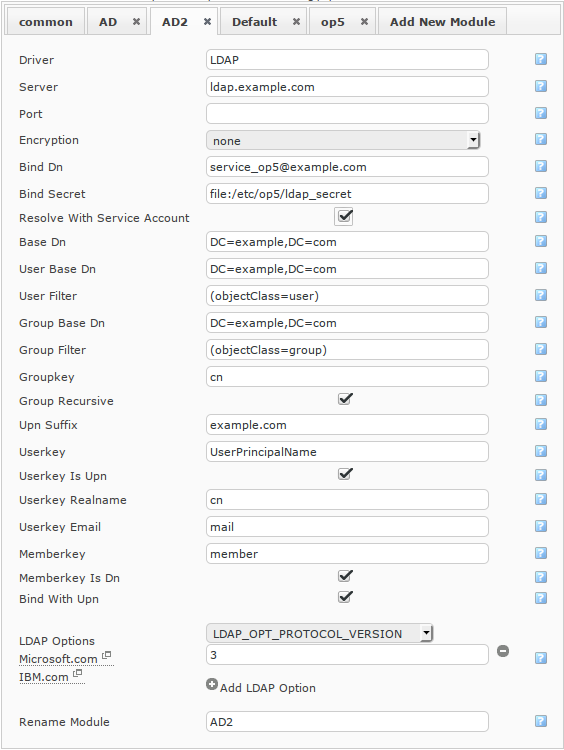 common AD AD2 Default op5 Add New Module
Driver LDAP
Server ldap.example.com
Port
Encryption none
Bind Dn service_op5@example.com
Bind Secret file:/etc/op5/ldap_secret
Resolve With Service Account
Base Dn DC=example,DC=com
User Base Dn DC=example,DC=com
User Filter (objectClass=user)
Group Base Dn DC=example,DC=com
Group Filter (objectClass=group)
Groupkey cn
Group Recursive
Upn Suffix example.com
Userkey UserPrincipalName
Userkey Is Upn
Userkey Realname cn
Userkey Email mail
Memberkey member
Memberkey Is Dn
Bind With Upn
LDAP_OPT_PROTOCOL_VERSION
LDAP Options
Microsoft.com 3
IBM.com
Add LDAP Option
Rename Module AD2